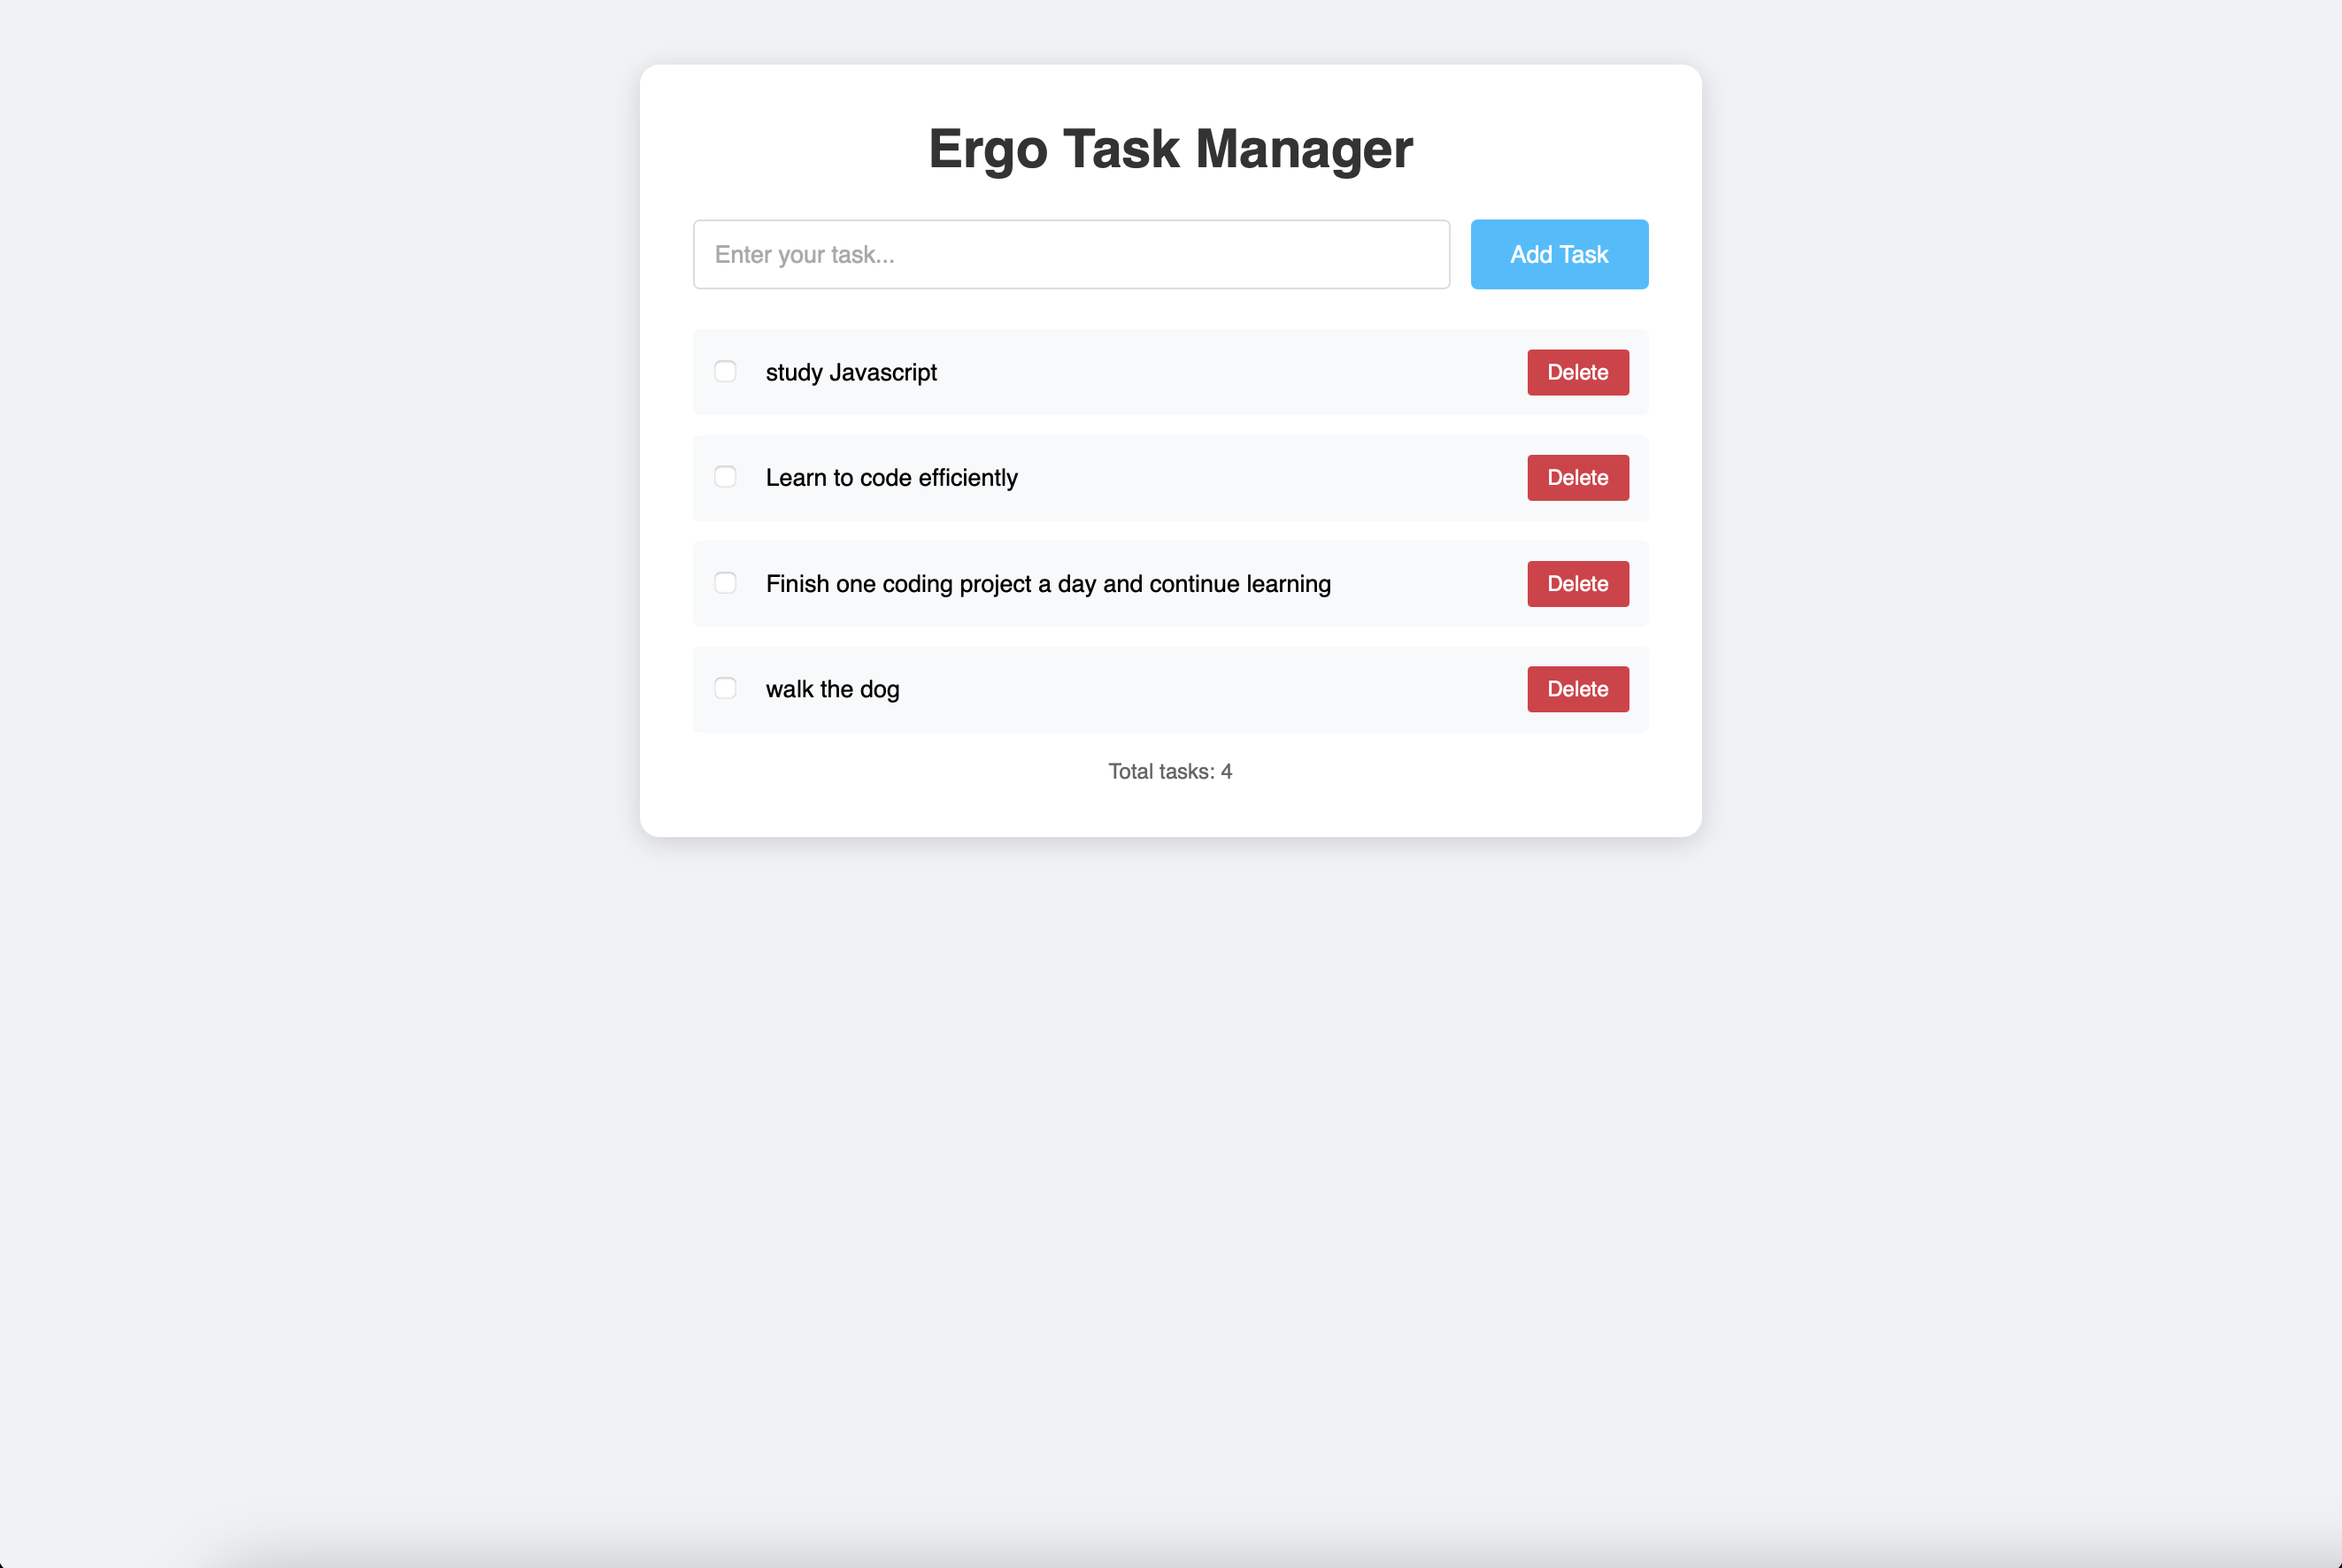 Ergo Task Manager
Enter your task...
Add Task
study Javascript
Delete
Learn to code efficiently
Delete
Finish one coding project a day and continue learning
Delete
walk the dog
Delete
Total tasks: 4